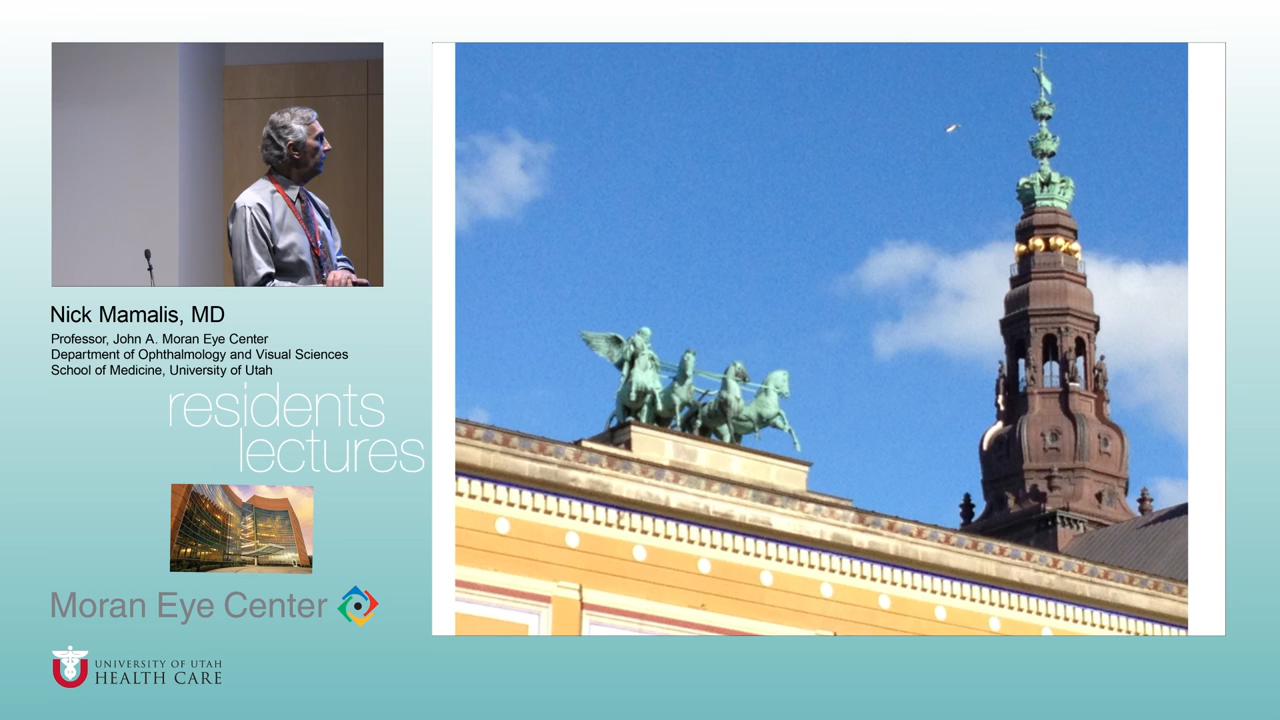 Nick Mamalis, MD
Professor, John A. Moran Eye Center
Department of Ophthalmology and Visual Sciences
School of Medicine, University of Utah
residents
lectures
Moran Eye Center
UNIVERSITY OF UTAH
HEALTH CARE